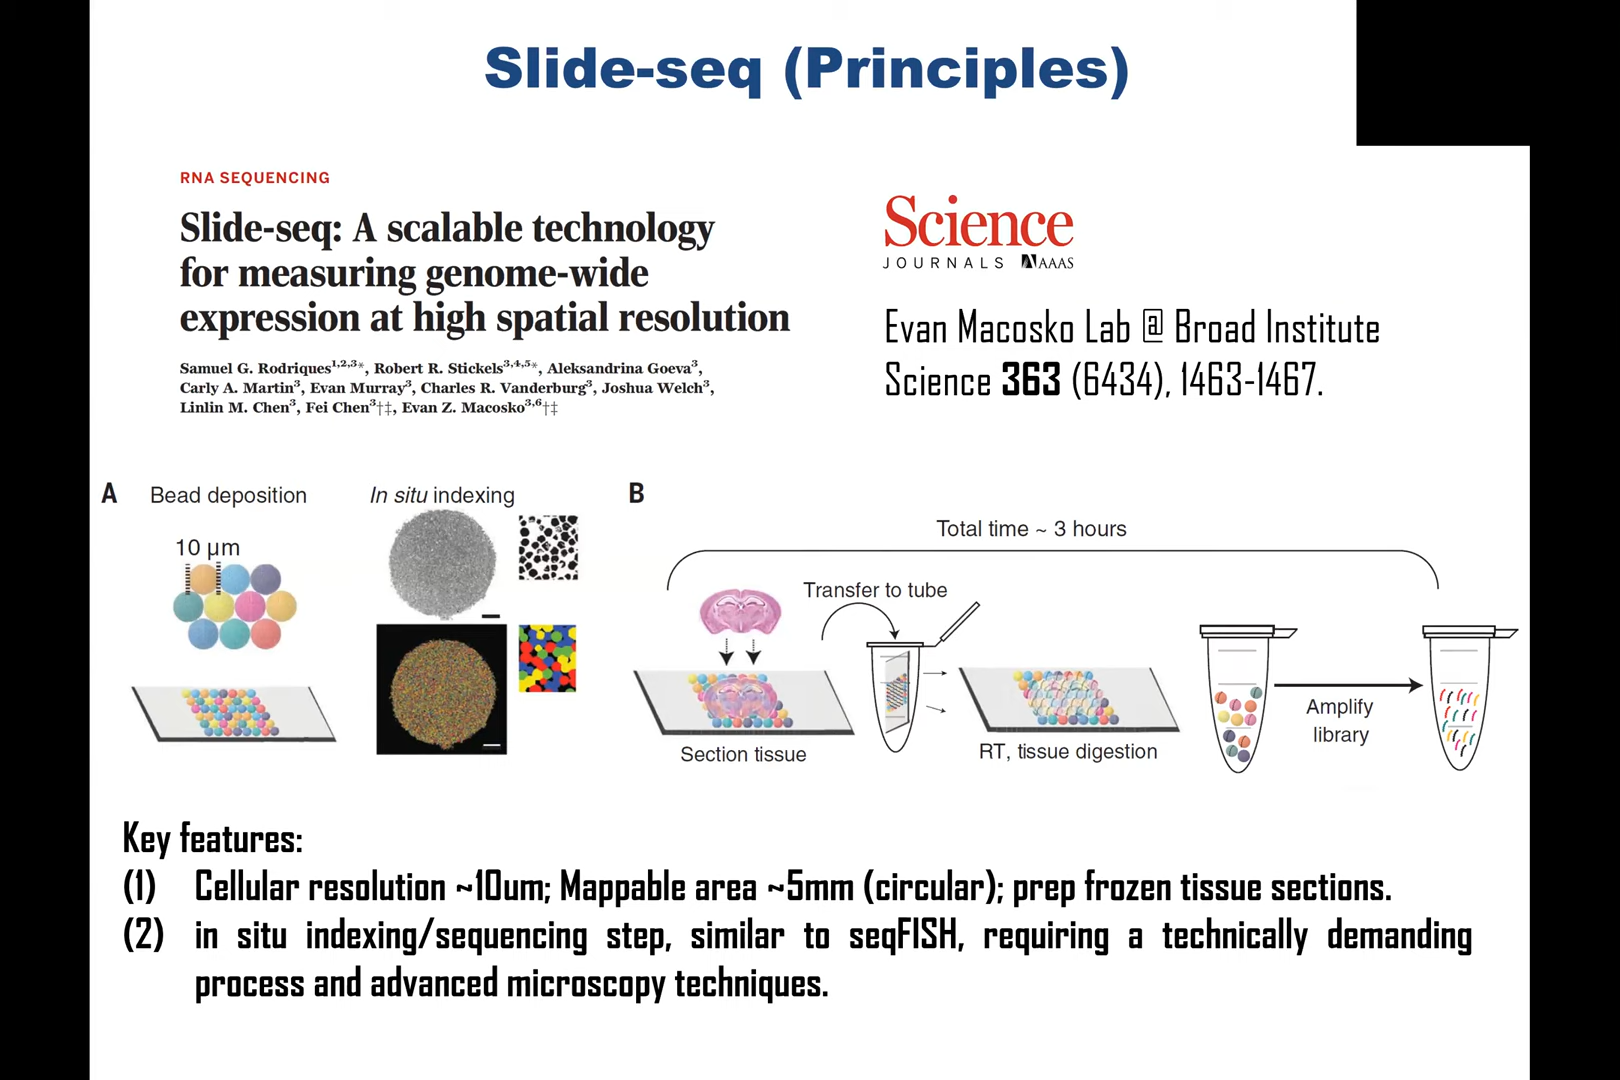 Slide-seq (Principles)
RNA SEQUENCING
Slide-seq: A scalable technology
for measuring genome-wide
expression at high spatial resolution
Samuel G. Rodriques1,2,3*, Robert R. Stickels3,4,5*, Aleksandrina Goeva3,
Carly A. Martin3, Evan Murray3, Charles R. Vanderburg3, Joshua Welch3,
Linlin M. Chen3, Fei Chen3†‡, Evan Z. Macosko3,6†‡
Science
JOURNALS AAAS
Evan Macosko Lab @ Broad Institute
Science 363 (6434), 1463-1467.
A Bead deposition
In situ indexing
10 µm
B
Total time ~ 3 hours
Transfer to tube
Section tissue
RT, tissue digestion
Amplify
library
Key features:
(1) Cellular resolution ~10um; Mappable area ~5mm (circular); prep frozen tissue sections.
(2) in situ indexing/sequencing step, similar to seqFISH, requiring a technically demanding
process and advanced microscopy techniques.